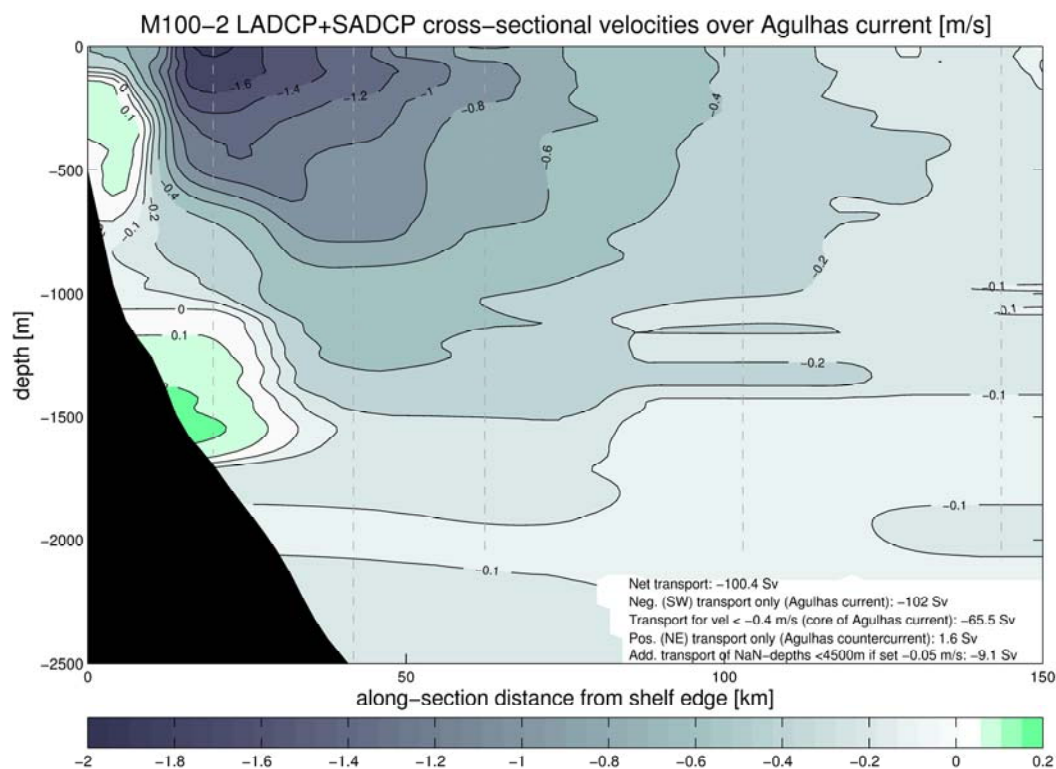 M100−2 LADCP+SADCP cross−sectional velocities over Agulhas current [m/s]
0
−500
−1000
−1500
−2000
−2500
depth [m]
0
0.1
0.1
−0.1
−0.2
−0.4
−1.6
−1.4
−1.2
−1
−0.8
−0.6
−0.4
−0.2
−0.1
0.1
0
0.1
−0.2
−0.1
−0.1
−0.1
Net transport: −100.4 Sv
Neg. (SW) transport only (Agulhas current): −102 Sv
Transport for vel < −0.4 m/s (core of Agulhas current): −65.5 Sv
Pos. (NE) transport only (Agulhas countercurrent): 1.6 Sv
Add. transport of NaN−depths <4500m if set −0.05 m/s: −9.1 Sv
0 50 100 150
along−section distance from shelf edge [km]
−2 −1.8 −1.6 −1.4 −1.2 −1 −0.8 −0.6 −0.4 −0.2 0 0.2